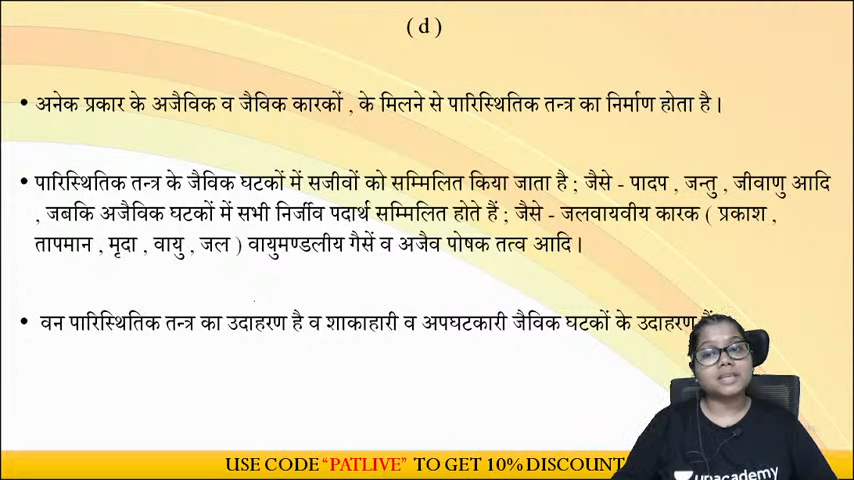 ( d )
• अनेक प्रकार के अजैविक व जैविक कारकों , के मिलने से पारिस्थितिक तन्त्र का निर्माण होता है ।
• पारिस्थितिक तन्त्र के जैविक घटकों में सजीवों को सम्मिलित किया जाता है ; जैसे - पादप , जन्तु , जीवाणु आदि
, जबकि अजैविक घटकों में सभी निर्जीव पदार्थ सम्मिलित होते हैं ; जैसे - जलवायवीय कारक ( प्रकाश ,
तापमान , मृदा , वायु , जल ) वायुमण्डलीय गैसें व अजैव पोषक तत्व आदि ।
• वन पारिस्थितिक तन्त्र का उदाहरण है व शाकाहारी व अपघटकारी जैविक घटकों के उदाहरण
USE CODE “PATLIVE” TO GET 10% DISCOUNT
unacademy